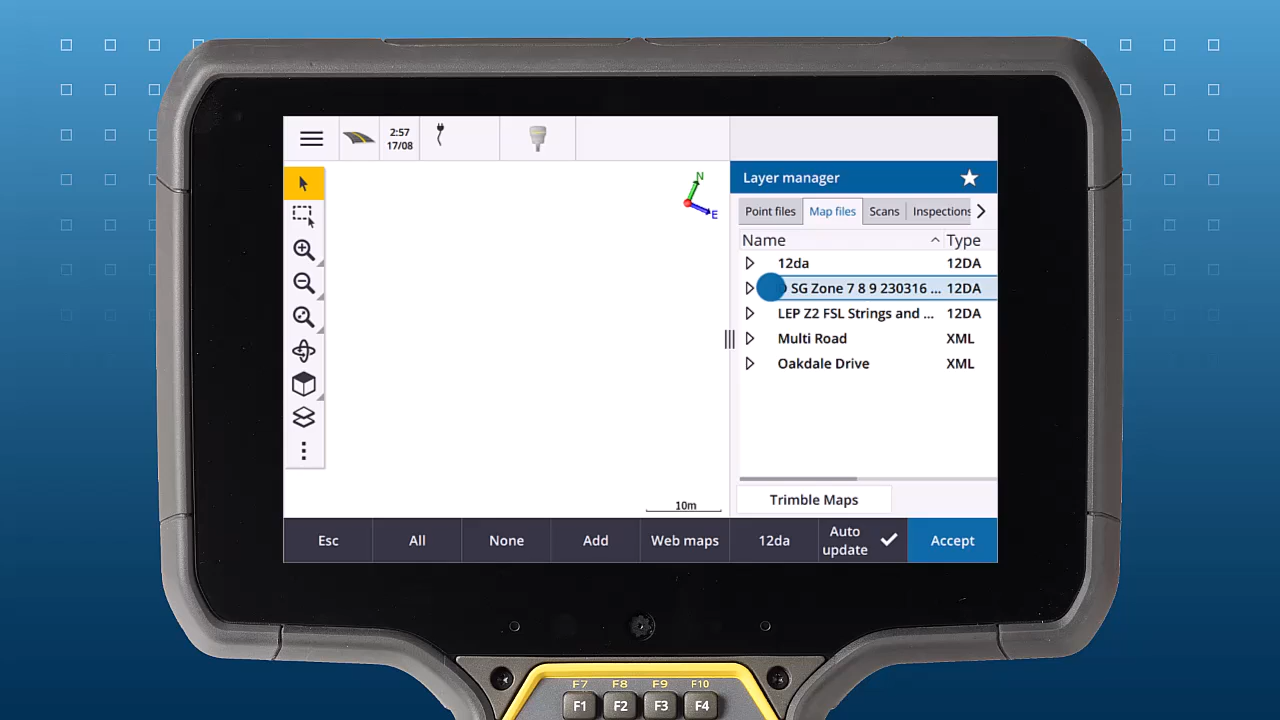 2:57
17/08
N
E
10m
Layer manager
Point files Map files Scans Inspections
Name Type
12da 12DA
SG Zone 7 8 9 230316 ... 12DA
LEP Z2 FSL Strings and ... 12DA
Multi Road XML
Oakdale Drive XML
Trimble Maps
Esc All None Add Web maps 12da Auto update Accept
F7 F8 F9 F10
F1 F2 F3 F4